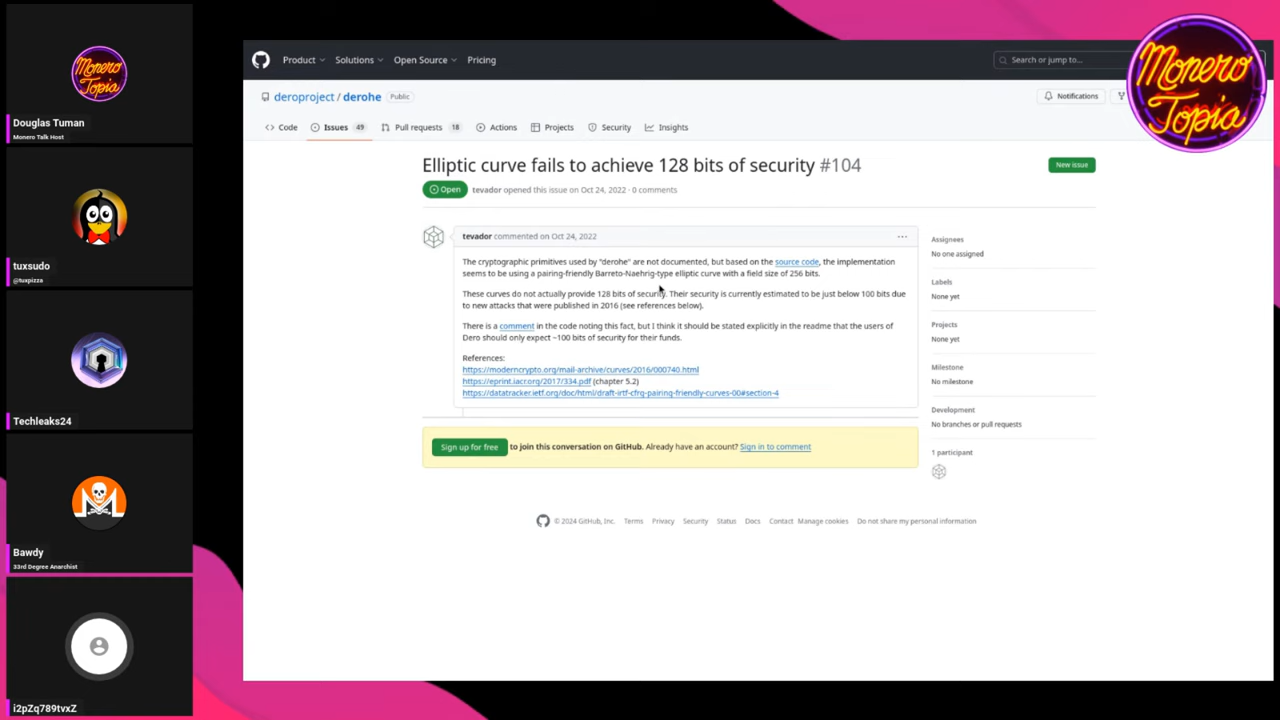 Monero
Topia
Douglas Tuman
Monero Talk Host
tuxsudo
@tuxpizza
Techleaks24
Bawdy
33rd Degree Anarchist
i2pZq789tvxZ
Product
Solutions
Open Source
Pricing
Search or jump to...
Monero
Topia
deroproject / derohe Public
Notifications
Code
Issues 49
Pull requests 18
Actions
Projects
Security
Insights
Elliptic curve fails to achieve 128 bits of security #104
New issue
Open
tevador opened this issue on Oct 24, 2022 · 0 comments
tevador commented on Oct 24, 2022
The cryptographic primitives used by "derohe" are not documented, but based on the source code, the implementation
seems to be using a pairing-friendly Barreto-Naehrig-type elliptic curve with a field size of 256 bits.
These curves do not actually provide 128 bits of security. Their security is currently estimated to be just below 100 bits due
to new attacks that were published in 2016 (see references below).
There is a comment in the code noting this fact, but I think it should be stated explicitly in the readme that the users of
Dero should only expect ~100 bits of security for their funds.
References:
https://moderncrypto.org/mail-archive/curves/2016/000740.html
https://eprint.iacr.org/2017/334.pdf (chapter 5.2)
https://datatracker.ietf.org/doc/html/draft-irtf-cfrg-pairing-friendly-curves-00#section-4
Assignees
No one assigned
Labels
None yet
Projects
None yet
Milestone
No milestone
Development
No branches or pull requests
1 participant
Sign up for free to join this conversation on GitHub. Already have an account? Sign in to comment
© 2024 GitHub, Inc.
Terms
Privacy
Security
Status
Docs
Contact
Manage cookies
Do not share my personal information